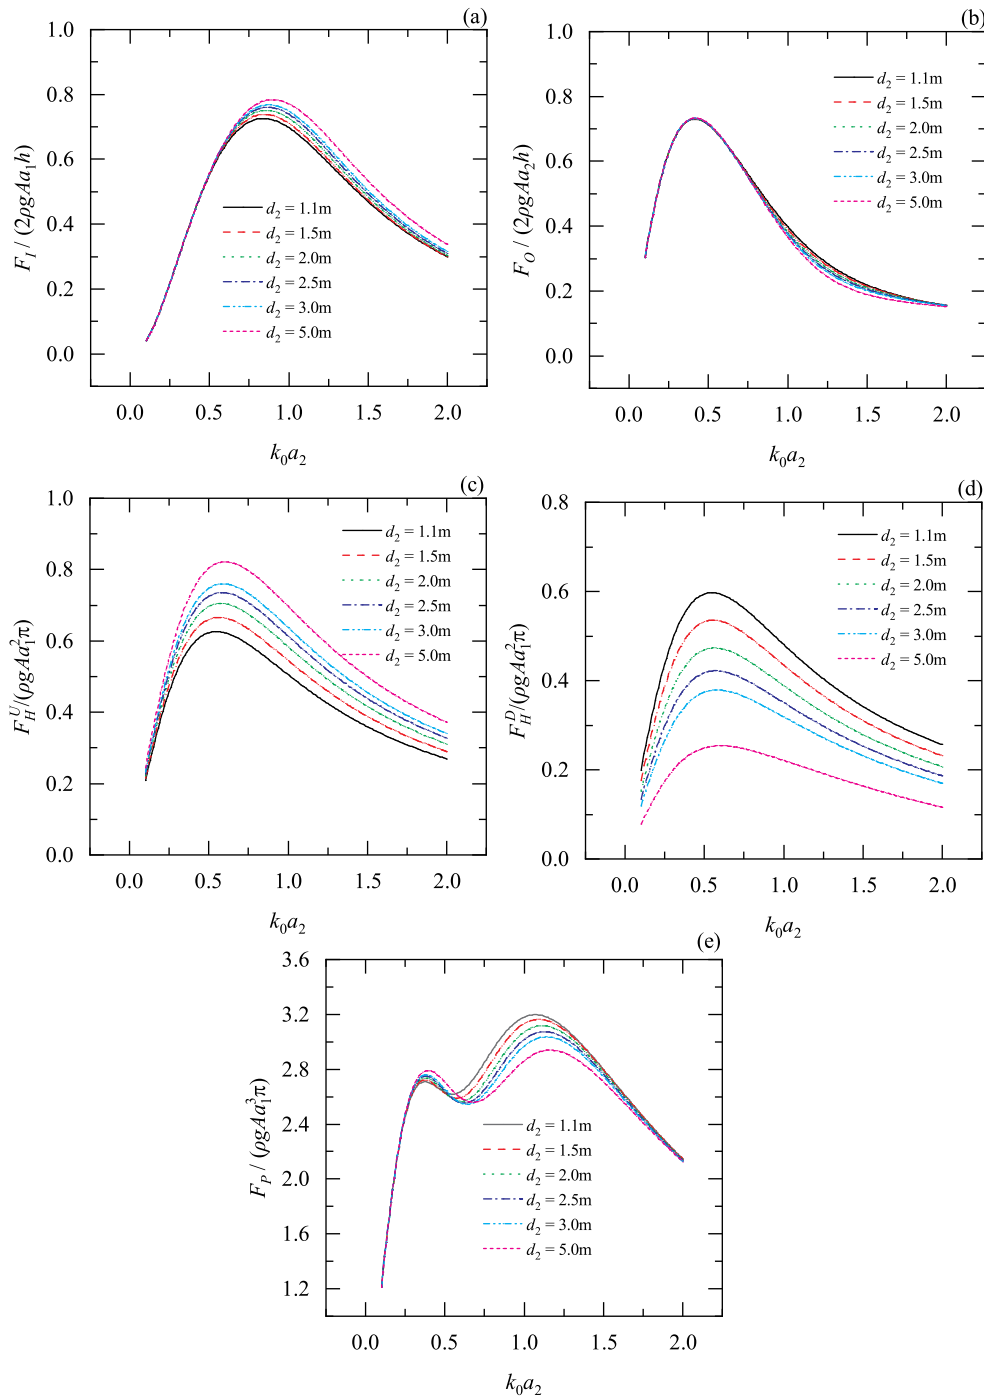 (a)
1.0
0.8
0.6
0.4
0.2
0.0
F_I / (2ρgAa_1h)
d_2 = 1.1m
d_2 = 1.5m
d_2 = 2.0m
d_2 = 2.5m
d_2 = 3.0m
d_2 = 5.0m
0.0 0.5 1.0 1.5 2.0
k_0a_2
(b)
1.0
0.8
0.6
0.4
0.2
0.0
F_O / (2ρgAa_2h)
d_2 = 1.1m
d_2 = 1.5m
d_2 = 2.0m
d_2 = 2.5m
d_2 = 3.0m
d_2 = 5.0m
0.0 0.5 1.0 1.5 2.0
k_0a_2
(c)
1.0
0.8
0.6
0.4
0.2
0.0
F_H^U/(ρgAa_1^2π)
d_2 = 1.1m
d_2 = 1.5m
d_2 = 2.0m
d_2 = 2.5m
d_2 = 3.0m
d_2 = 5.0m
0.0 0.5 1.0 1.5 2.0
k_0a_2
(d)
0.8
0.6
0.4
0.2
0.0
F_H^D/(ρgAa_1^2π)
d_2 = 1.1m
d_2 = 1.5m
d_2 = 2.0m
d_2 = 2.5m
d_2 = 3.0m
d_2 = 5.0m
0.0 0.5 1.0 1.5 2.0
k_0a_2
(e)
3.6
3.2
2.8
2.4
2.0
1.6
1.2
F_P / (ρgAa_1^3π)
d_2 = 1.1m
d_2 = 1.5m
d_2 = 2.0m
d_2 = 2.5m
d_2 = 3.0m
d_2 = 5.0m
0.0 0.5 1.0 1.5 2.0
k_0a_2